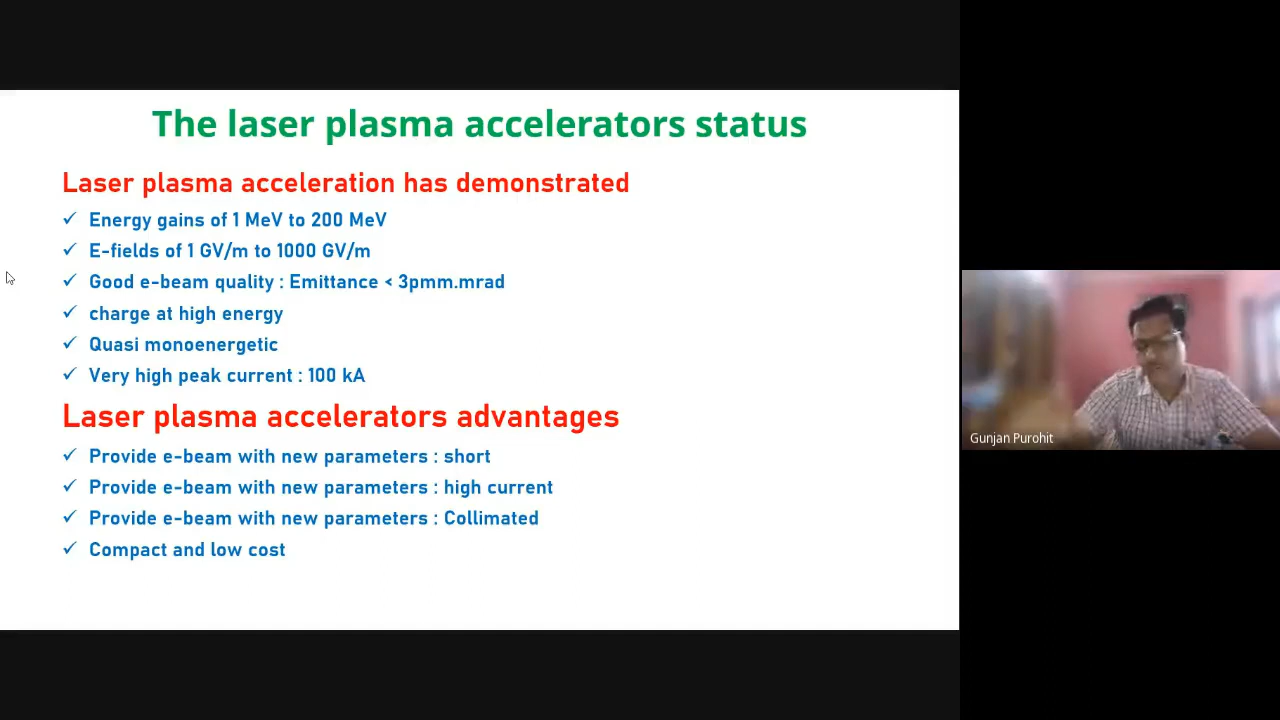 The laser plasma accelerators status
Laser plasma acceleration has demonstrated
Energy gains of 1 MeV to 200 MeV
E-fields of 1 GV/m to 1000 GV/m
Good e-beam quality : Emittance < 3pmm.mrad
charge at high energy
Quasi monoenergetic
Very high peak current : 100 kA
Laser plasma accelerators advantages
Provide e-beam with new parameters : short
Provide e-beam with new parameters : high current
Provide e-beam with new parameters : Collimated
Compact and low cost
Gunjan Purohit